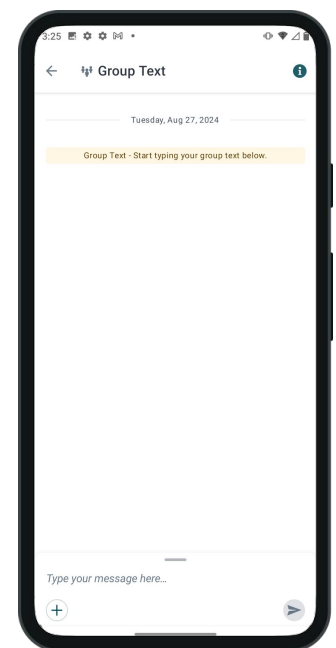 3:25
Group Text
Tuesday, Aug 27, 2024
Group Text - Start typing your group text below.
Type your message here...